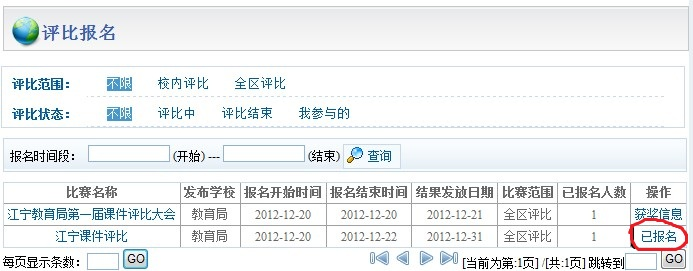 评比报名
评比范围： 不限 校内评比 全区评比
评比状态： 不限 评比中 评比结束 我参与的
报名时间段： (开始) --- (结束) 查询
比赛名称 发布学校 报名开始时间 报名结束时间 结果发放日期 比赛范围 已报名人数 操作
江宁教育局第一届课件评比大会 教育局 2012-12-20 2012-12-20 2012-12-21 全区评比 1 获奖信息
江宁课件评比 教育局 2012-12-20 2012-12-22 2012-12-31 全区评比 1 已报名
每页显示条数： GO [当前为第:1页] /[共:1页] 跳转到 GO